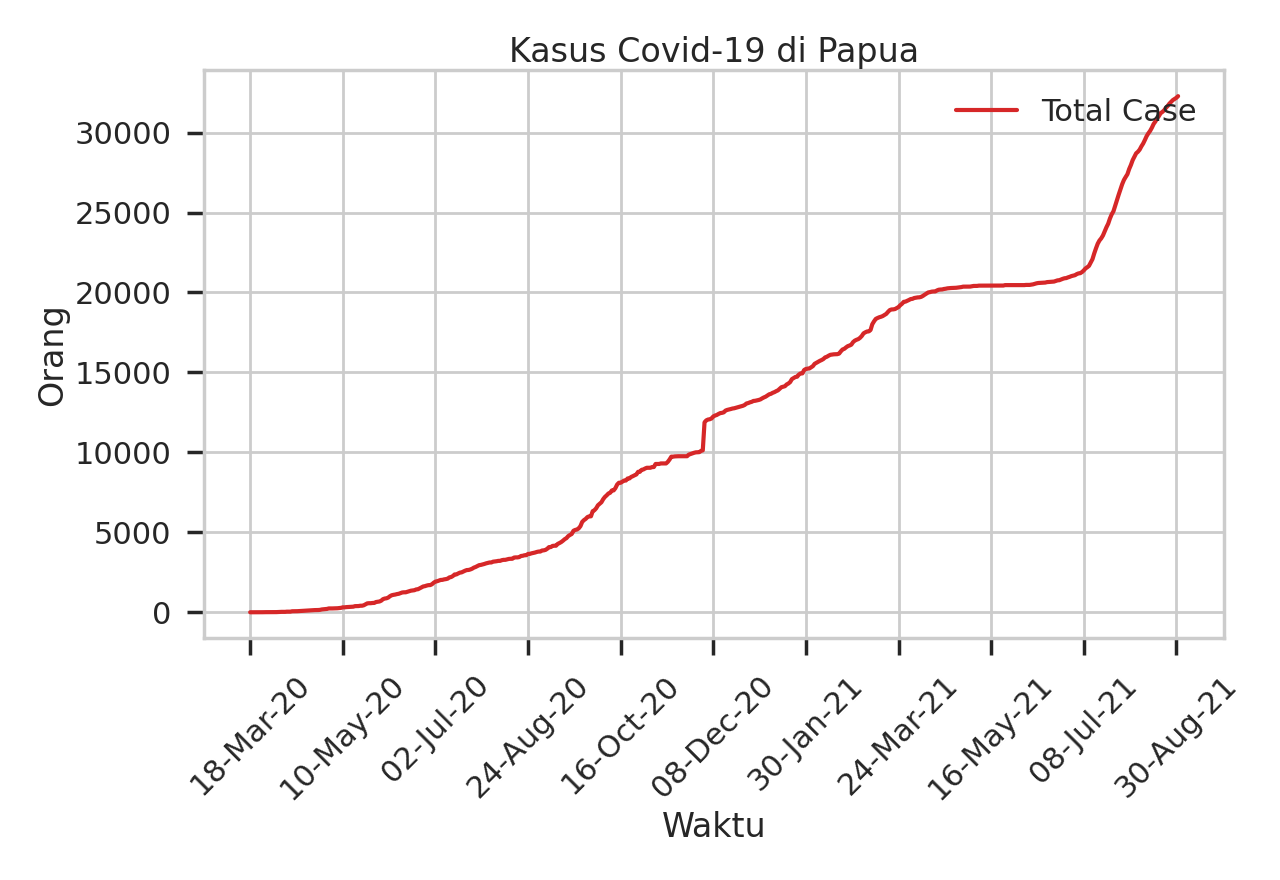 Kasus Covid-19 di Papua
Total Case
Orang
30000
25000
20000
15000
10000
5000
0
18-Mar-20
10-May-20
02-Jul-20
24-Aug-20
16-Oct-20
08-Dec-20
30-Jan-21
24-Mar-21
16-May-21
08-Jul-21
30-Aug-21
Waktu